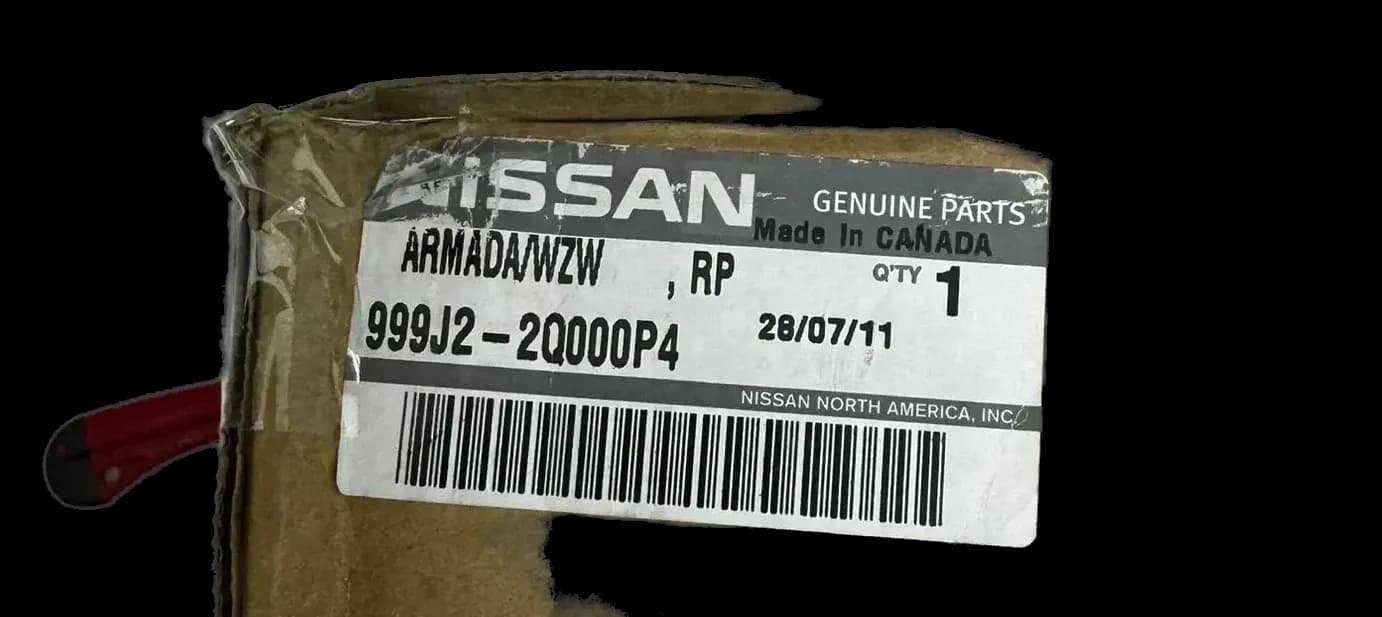 NISSAN GENUINE PARTS
Made In CANADA
ARMADA/WZW , RP Q'TY 1
999J2-2Q000P4 28/07/11
NISSAN NORTH AMERICA, INC.